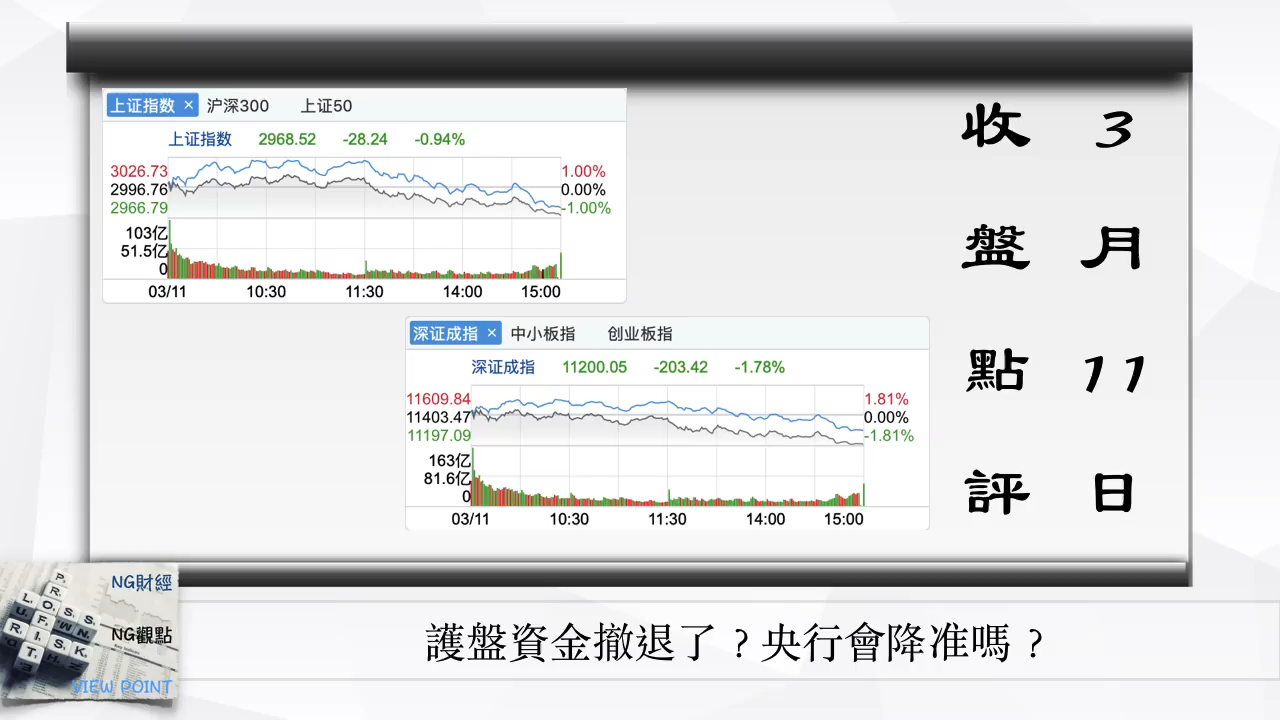 上证指数 × 沪深300 上证50
上证指数 2968.52 -28.24 -0.94%
3026.73 1.00%
2996.76 0.00%
2966.79 -1.00%
103亿
51.5亿
0
03/11 10:30 11:30 14:00 15:00
深证成指 × 中小板指 创业板指
深证成指 11200.05 -203.42 -1.78%
11609.84 1.81%
11403.47 0.00%
11197.09 -1.81%
163亿
81.6亿
0
03/11 10:30 11:30 14:00 15:00
3月11日
收盤點評
NG財經
NG觀點
VIEW POINT
護盤資金撤退了？央行會降准嗎？